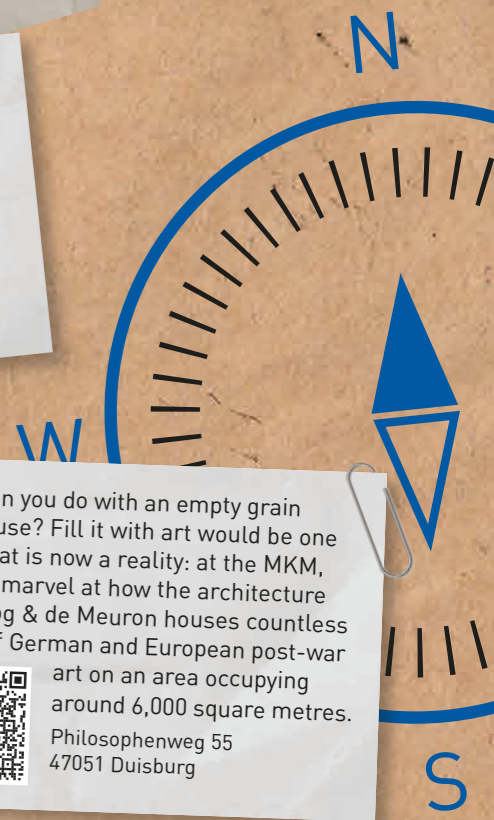 N
W
n you do with an empty grain
use? Fill it with art would be one
at is now a reality: at the MKM,
marvel at how the architecture
og & de Meuron houses countless
f German and European post-war
art on an area occupying
around 6,000 square metres.
Philosophenweg 55
47051 Duisburg
S